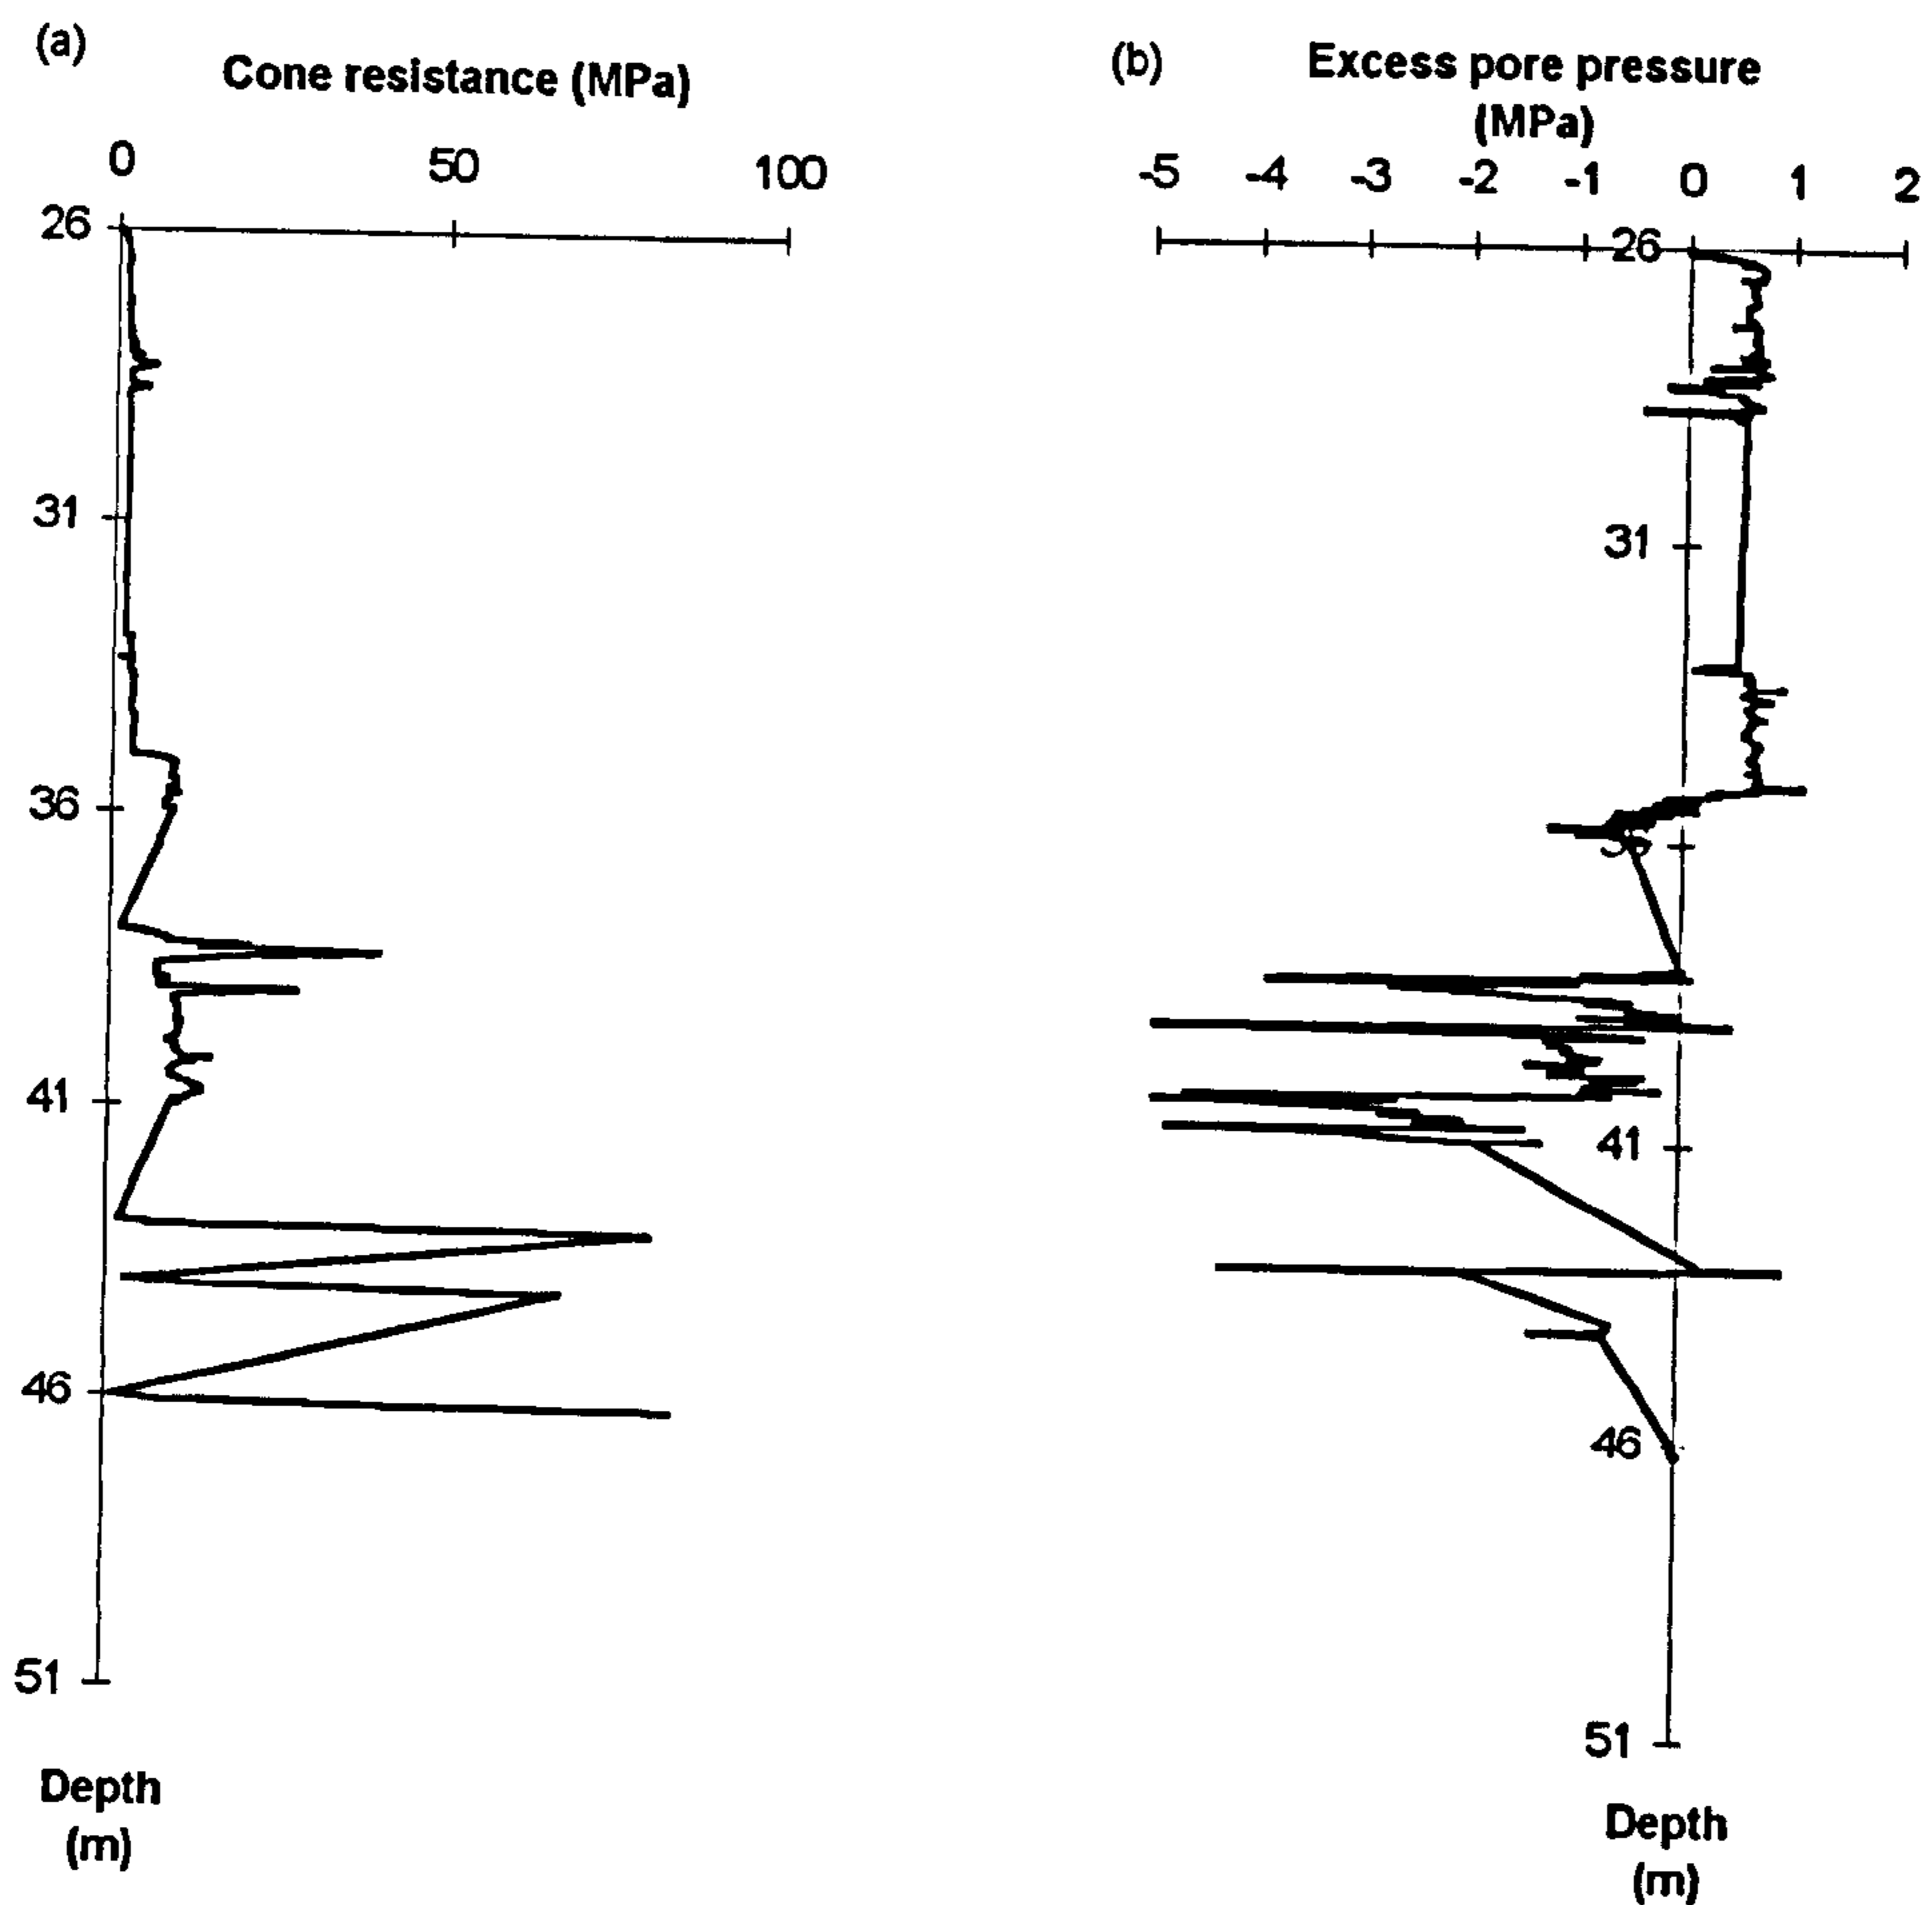 (a)
Cone resistance (MPa)
0 50 100
26
31
36
41
46
51
Depth
(m)
(b)
Excess pore pressure
(MPa)
-5 -4 -3 -2 -1 0 1 2
26
31
36
41
46
51
Depth
(m)